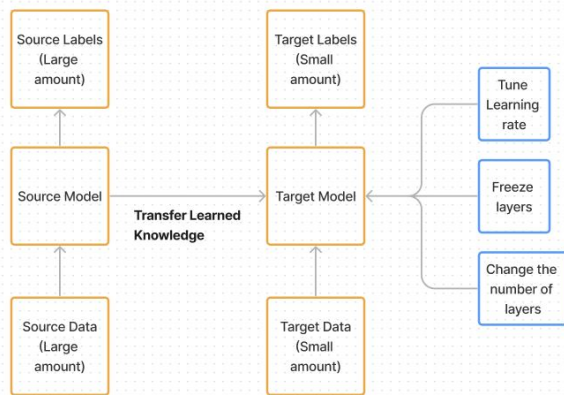 Source Labels
(Large
amount)
Target Labels
(Small
amount)
Tune
Learning
rate
Source Model
Transfer Learned
Knowledge
Target Model
Freeze
layers
Change the
number of
layers
Source Data
(Large
amount)
Target Data
(Small
amount)